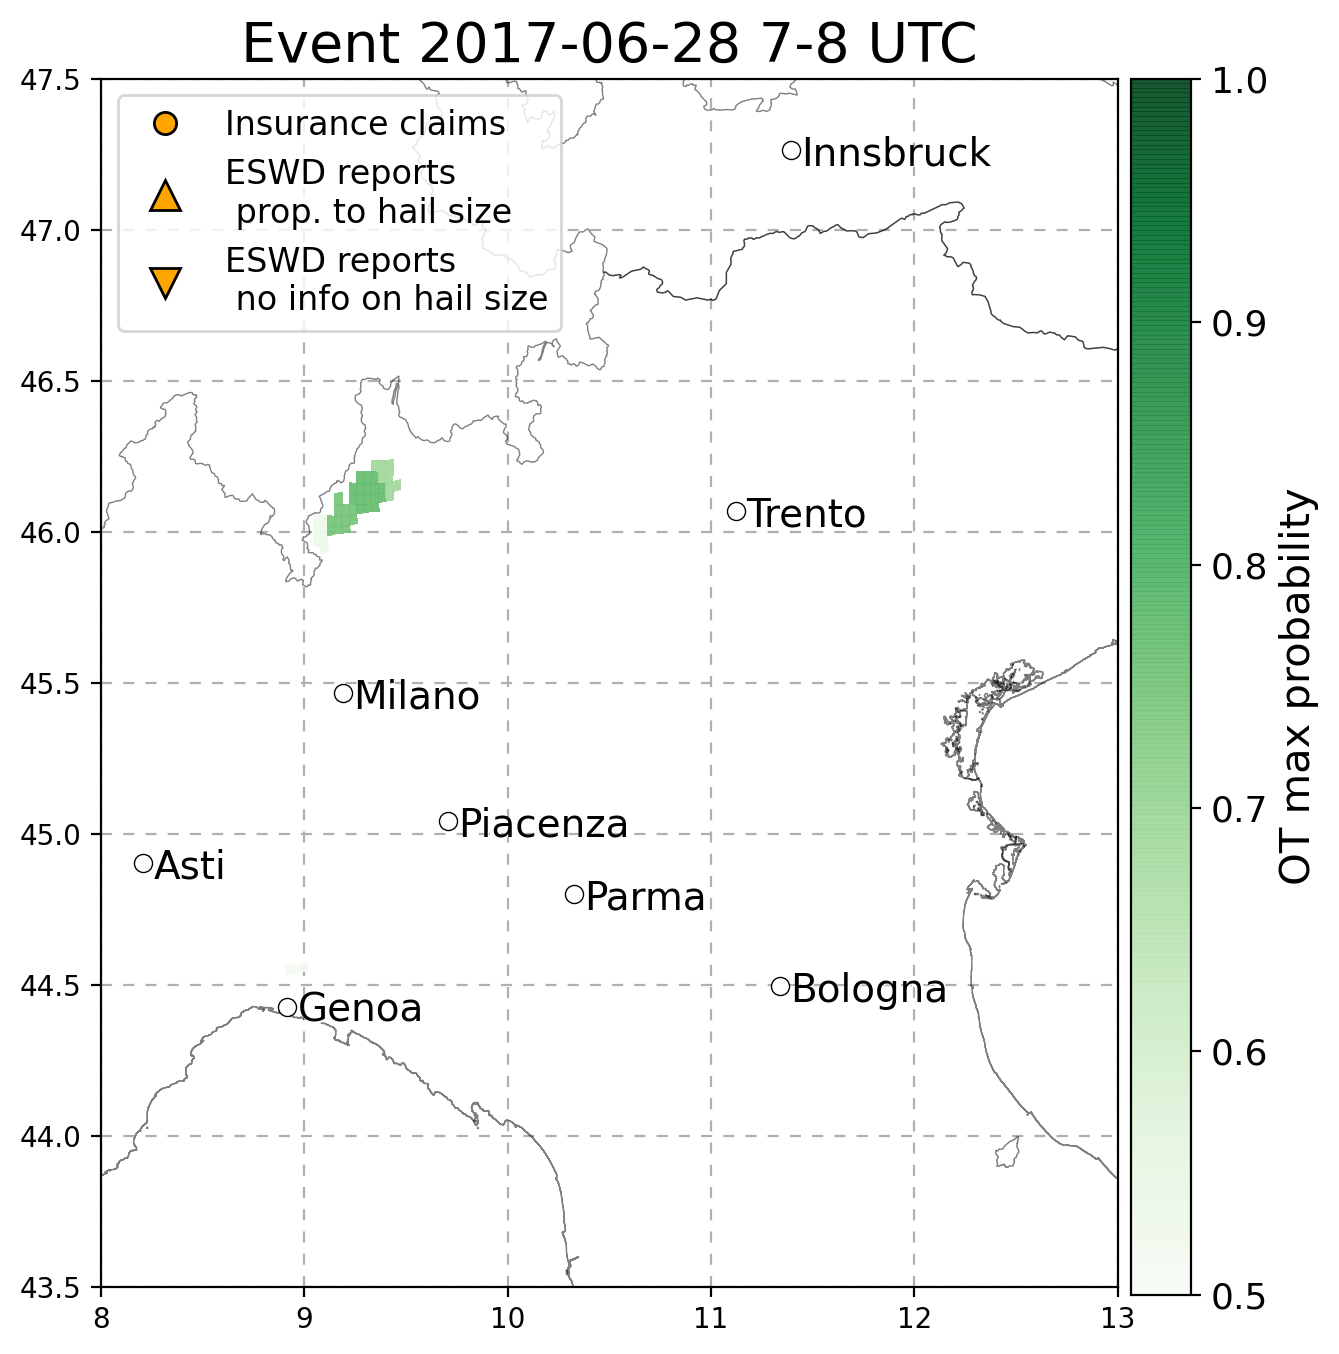 Event 2017-06-28 7-8 UTC
47.5
47.0
46.5
46.0
45.5
45.0
44.5
44.0
43.5
8
9
10
11
12
13
Insurance claims
ESWD reports
prop. to hail size
ESWD reports
no info on hail size
Innsbruck
Trento
Milano
Piacenza
Asti
Parma
Bologna
Genoa
1.0
0.9
0.8
0.7
0.6
0.5
OT max probability